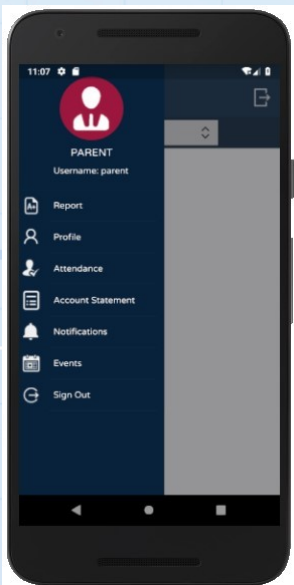 11:07
PARENT
Username: parent
A+
Report
Profile
Attendance
Account Statement
Notifications
Events
Sign Out